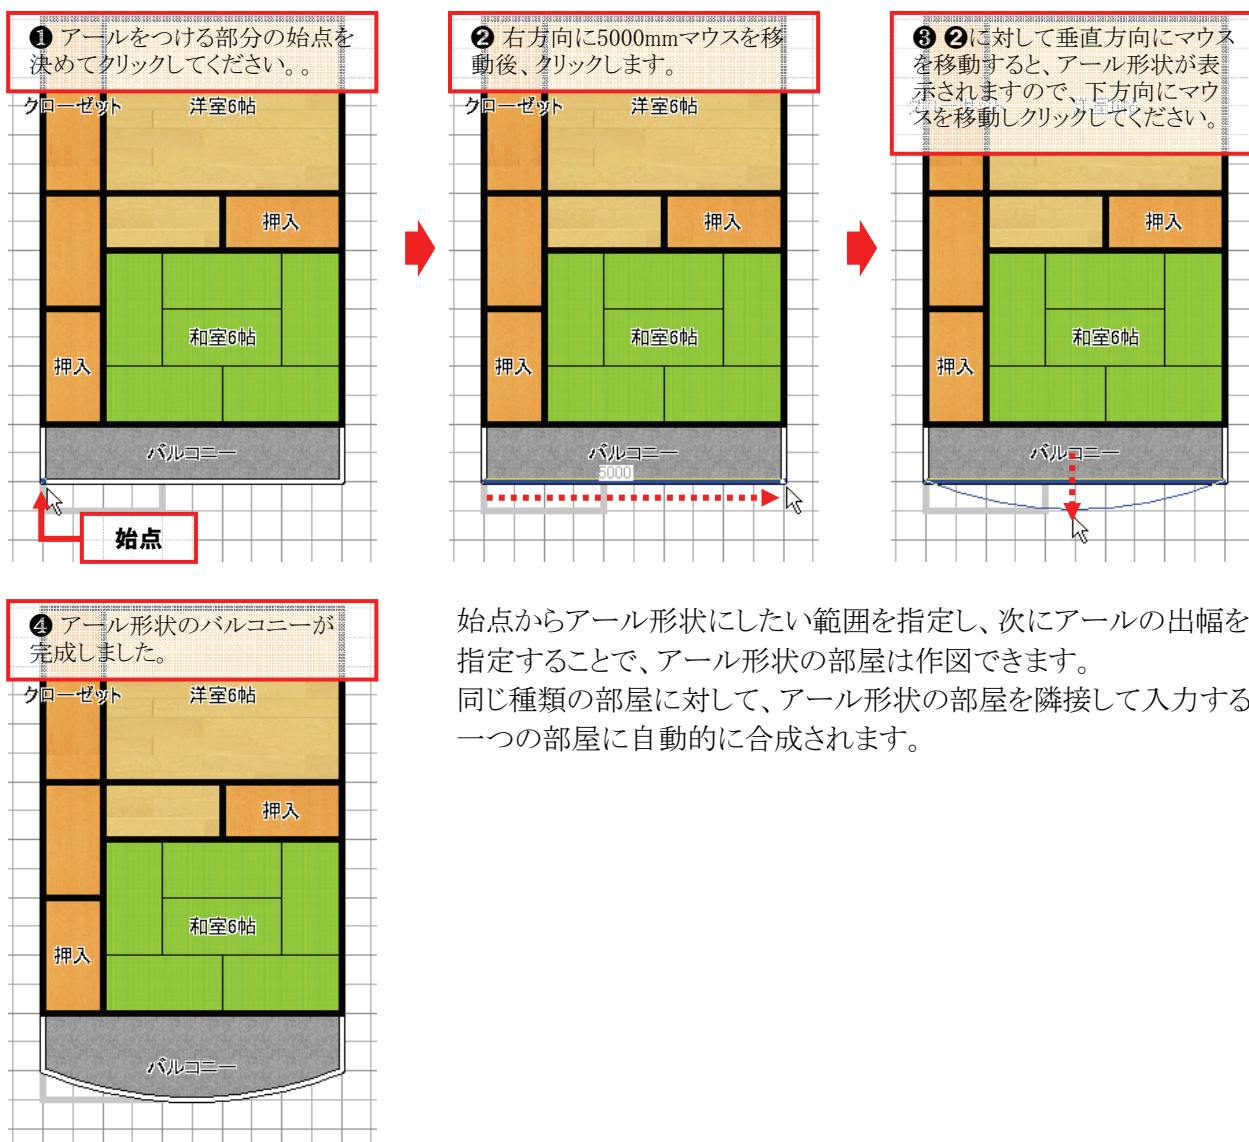 ❶ アールをつける部分の始点を
決めてクリックしてください。。
クローゼット
洋室6帖
押入
和室6帖
押入
バルコニー
始点
❷ 右方向に5000mmマウスを移
動後、クリックします。
クローゼット
洋室6帖
押入
和室6帖
押入
バルコニー
5000
❸ ❷に対して垂直方向にマウス
を移動すると、アール形状が表
示されますので、下方向にマウ
スを移動しクリックしてください。
押入
和室6帖
押入
バルコニー
❹ アール形状のバルコニーが
完成しました。
クローゼット
洋室6帖
押入
和室6帖
押入
バルコニー
始点からアール形状にしたい範囲を指定し、次にアールの出幅を
指定することで、アール形状の部屋は作図できます。
同じ種類の部屋に対して、アール形状の部屋を隣接して入力する
一つの部屋に自動的に合成されます。